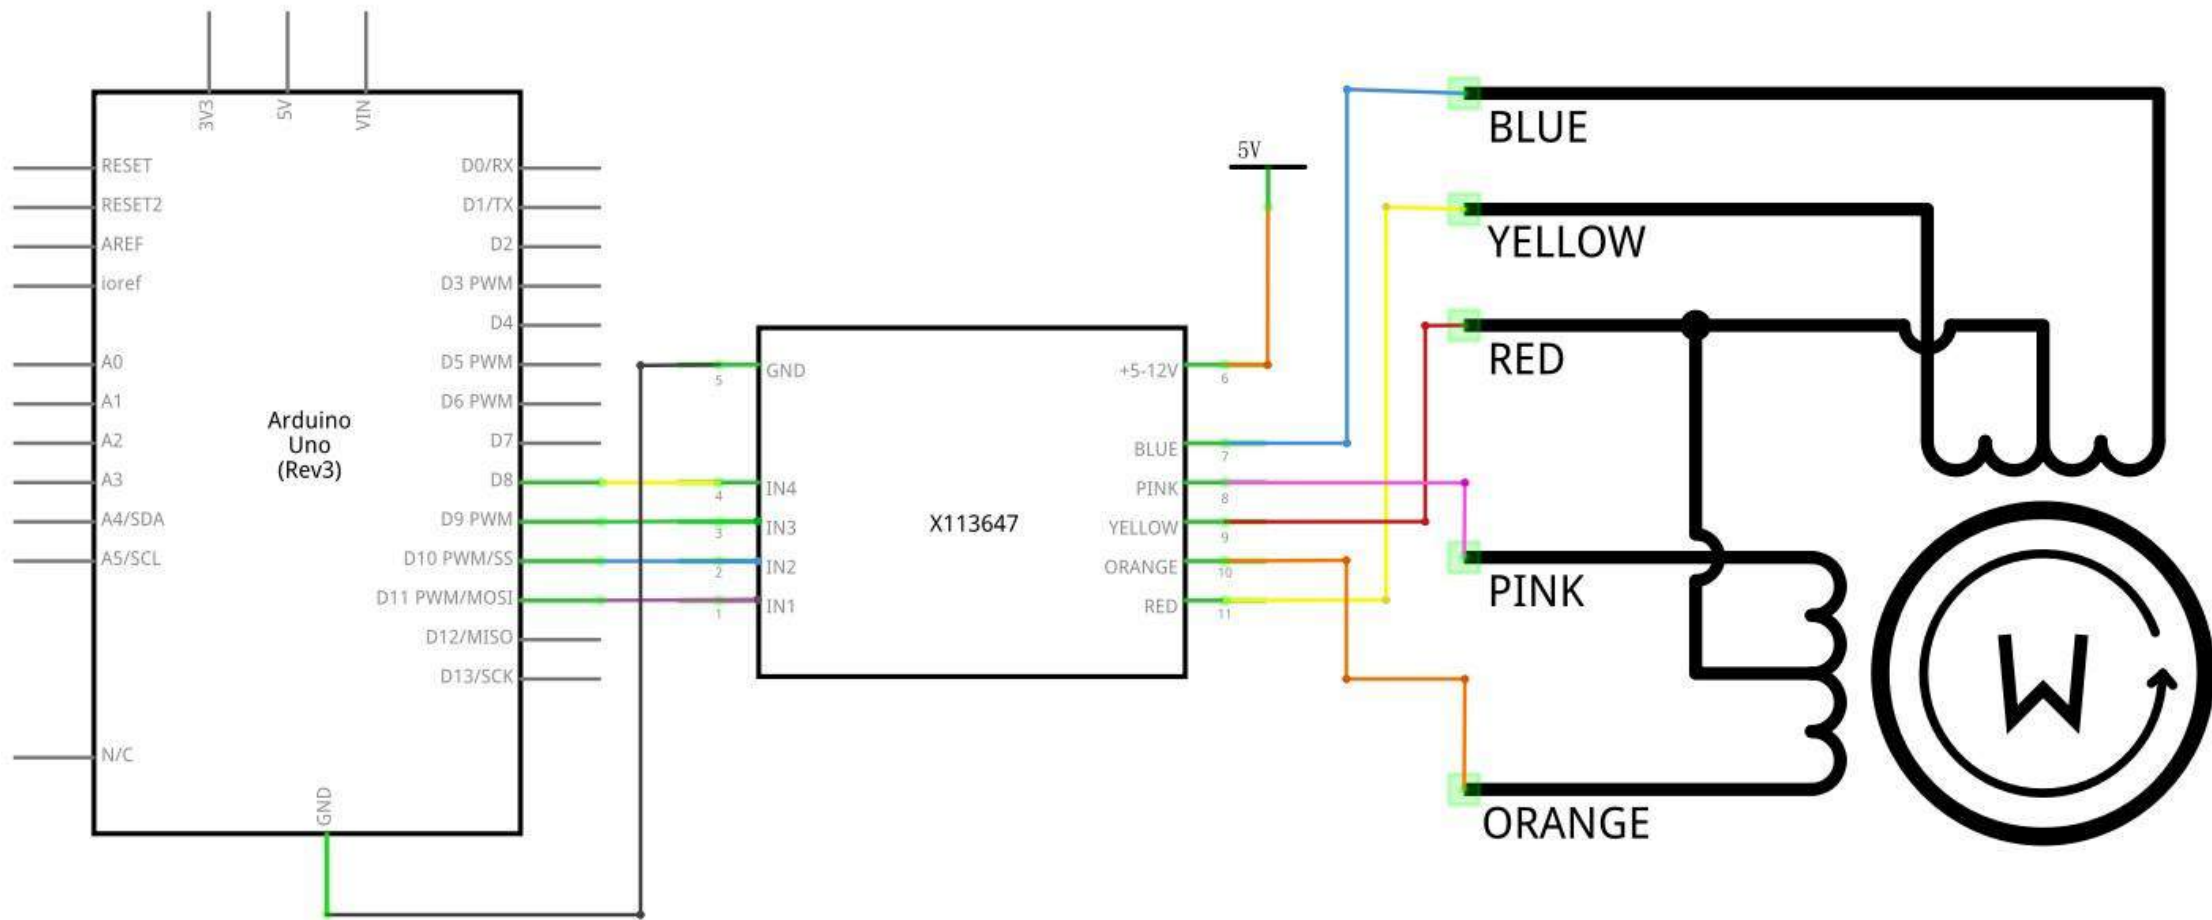 3V3
5V
VIN
RESET
RESET2
AREF
ioref
A0
A1
A2
A3
A4/SDA
A5/SCL
N/C
Arduino
Uno
(Rev3)
D0/RX
D1/TX
D2
D3 PWM
D4
D5 PWM
D6 PWM
D7
D8
D9 PWM
D10 PWM/SS
D11 PWM/MOSI
D12/MISO
D13/SCK
GND
5
4
3
2
1
GND
IN4
IN3
IN2
IN1
X113647
+5-12V
BLUE
PINK
YELLOW
ORANGE
RED
6
7
8
9
10
11
5V
BLUE
YELLOW
RED
PINK
ORANGE